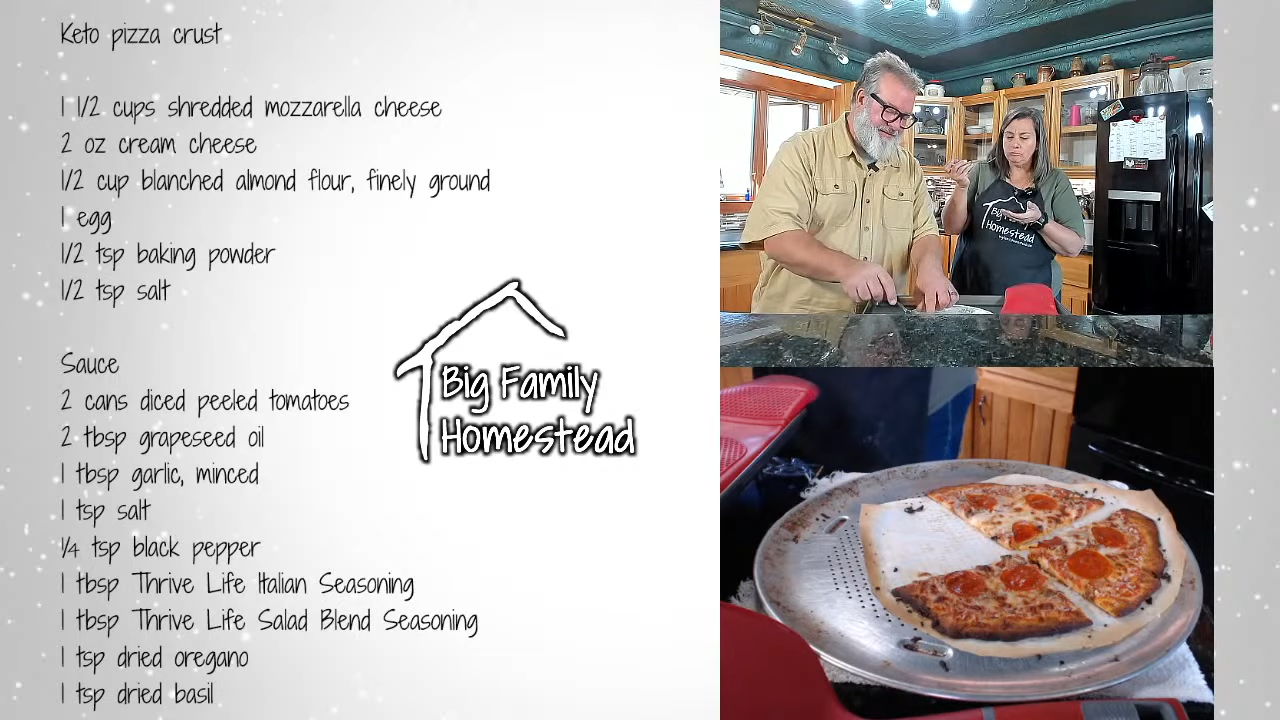 Keto pizza crust
1 1/2 cups shredded mozzarella cheese
2 oz cream cheese
1/2 cup blanched almond flour, finely ground
1 egg
1/2 tsp baking powder
1/2 tsp salt
Sauce
2 cans diced peeled tomatoes
2 tbsp grapeseed oil
1 tbsp garlic, minced
1 tsp salt
1/4 tsp black pepper
1 tbsp Thrive Life Italian Seasoning
1 tbsp Thrive Life Salad Blend Seasoning
1 tsp dried oregano
1 tsp dried basil
Big Family
Homestead
Big
Homestead